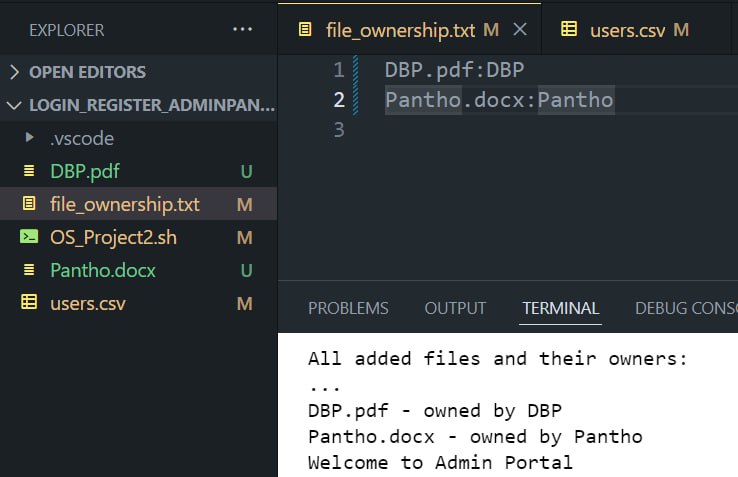 EXPLORER
OPEN EDITORS
LOGIN_REGISTER_ADMINPAN...
.vscode
DBP.pdf U
file_ownership.txt M
OS_Project2.sh M
Pantho.docx U
users.csv M
file_ownership.txt M
users.csv M
1 DBP.pdf:DBP
2 Pantho.docx:Pantho
3
PROBLEMS OUTPUT TERMINAL DEBUG CONSO
All added files and their owners:
...
DBP.pdf - owned by DBP
Pantho.docx - owned by Pantho
Welcome to Admin Portal